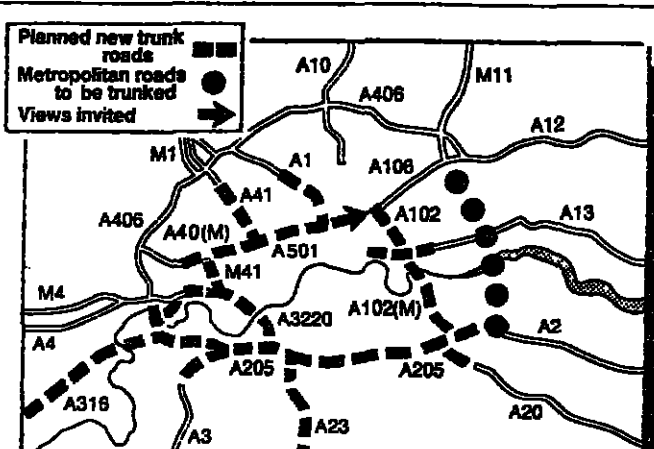 Planned new trunk
roads
Metropolitan roads
to be trunked
Views invited
A10
M11
A406
A12
M1
A1
A106
A41
A102
A13
A406
A40(M)
A501
M41
M4
A102(M)
A3220
A4
A2
A205
A205
A316
A20
A3
A23